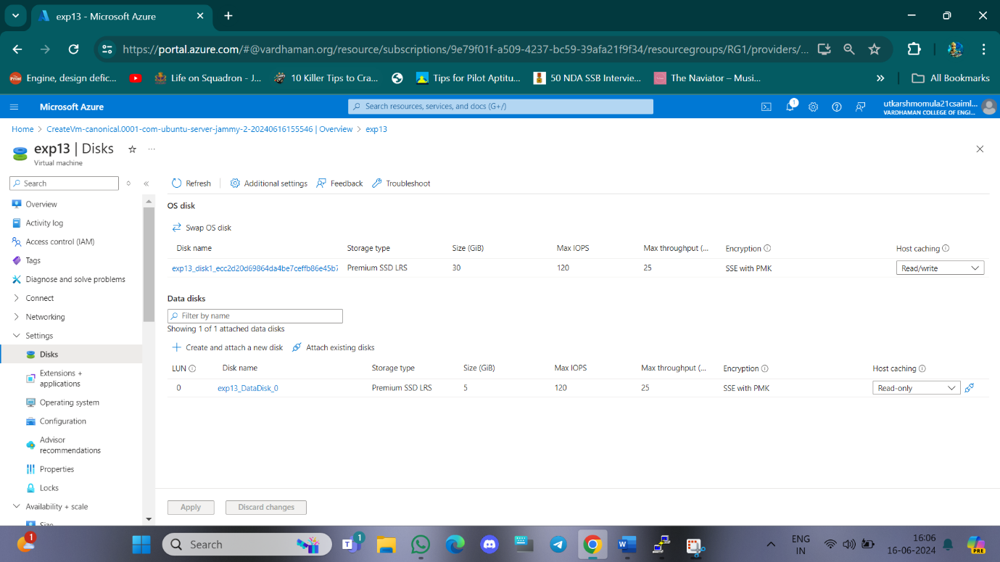 exp13 - Microsoft Azure
https://portal.azure.com/#@vardhaman.org/resource/subscriptions/9e79f01f-a509-4237-bc59-39afa21f9f34/resourcegroups/RG1/providers/...
Engine, design defic... Life on Squadron - J... 10 Killer Tips to Cra... Tips for Pilot Aptitu... 50 NDA SSB Intervie... The Naviator – Musi... » All Bookmarks
Microsoft Azure Search resources, services, and docs (G+/) 1 utkarshmomula21csaiml...
VARDHAMAN COLLEGE OF ENGI...
Home > CreateVm-canonical.0001-com-ubuntu-server-jammy-2-20240616155546 | Overview > exp13
exp13 | Disks
Virtual machine
Search
Overview
Activity log
Access control (IAM)
Tags
Diagnose and solve problems
Connect
Networking
Settings
Disks
Extensions +
applications
Operating system
Configuration
Advisor
recommendations
Properties
Locks
Availability + scale
Size
Refresh Additional settings Feedback Troubleshoot
OS disk
Swap OS disk
Disk name Storage type Size (GiB) Max IOPS Max throughput (... Encryption Host caching
exp13_disk1_ecc2d20d69864da4be7ceffb86e45b7 Premium SSD LRS 30 120 25 SSE with PMK Read/write
Data disks
Filter by name
Showing 1 of 1 attached data disks
Create and attach a new disk Attach existing disks
LUN Disk name Storage type Size (GiB) Max IOPS Max throughput (... Encryption Host caching
0 exp13_DataDisk_0 Premium SSD LRS 5 120 25 SSE with PMK Read-only
Apply Discard changes
1 Search 1 ENG
IN 16:06
16-06-2024 PRE